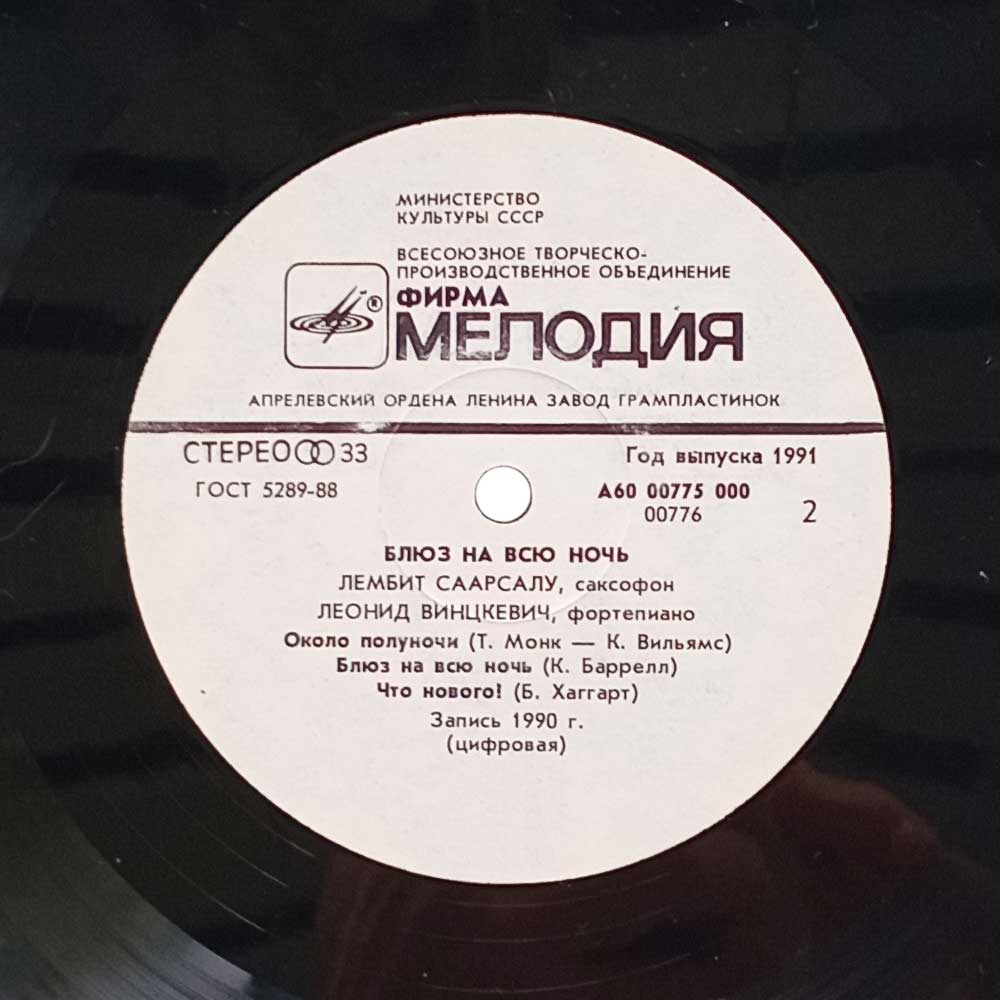 МИНИСТЕРСТВО
КУЛЬТУРЫ СССР
ВСЕСОЮЗНОЕ ТВОРЧЕСКО-
ПРОИЗВОДСТВЕННОЕ ОБЪЕДИНЕНИЕ
ФИРМА
®
МЕЛОДИЯ
АПРЕЛЕВСКИЙ ОРДЕНА ЛЕНИНА ЗАВОД ГРАМПЛАСТИНОК
СТЕРЕО 33
Год выпуска 1991
ГОСТ 5289-88
А60 00775 000
00776
2
БЛЮЗ НА ВСЮ НОЧЬ
ЛЕМБИТ СААРСАЛУ, саксофон
ЛЕОНИД ВИНЦКЕВИЧ, фортепиано
Около полуночи (Т. Монк — К. Вильямс)
Блюз на всю ночь (К. Баррелл)
Что нового! (Б. Хаггарт)
Запись 1990 г.
(цифровая)